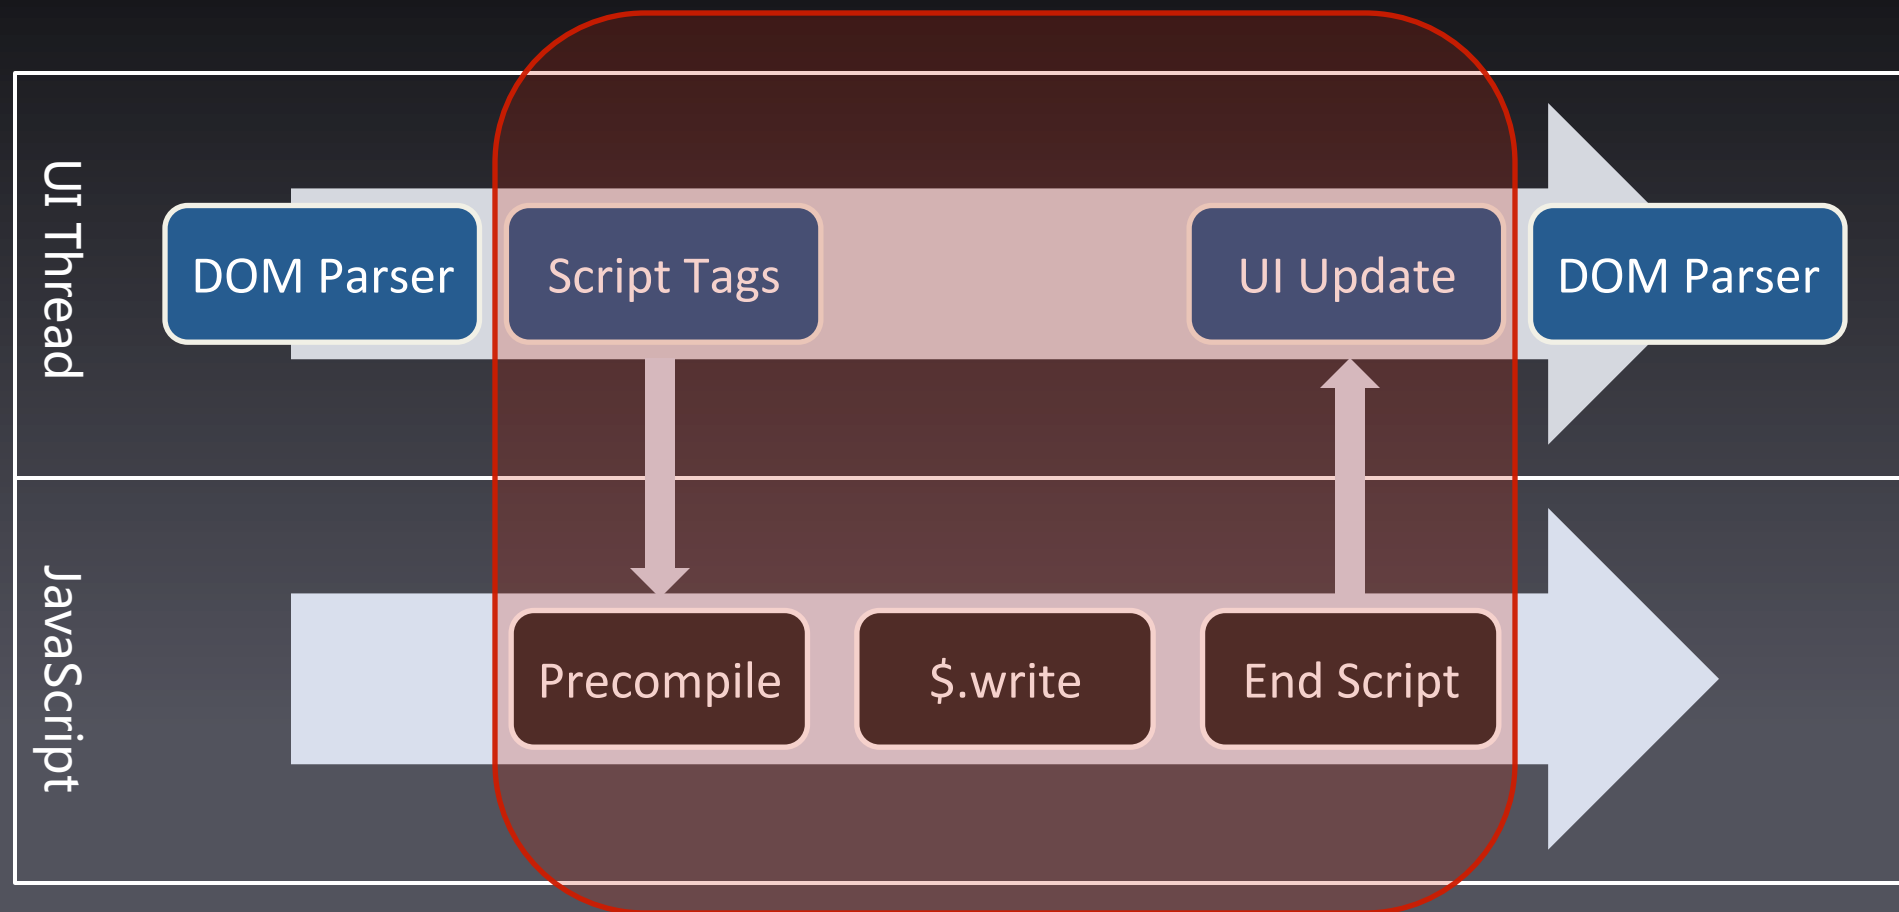 UI Thread
DOM Parser
Script Tags
UI Update
DOM Parser
JavaScript
Precompile
$.write
End Script